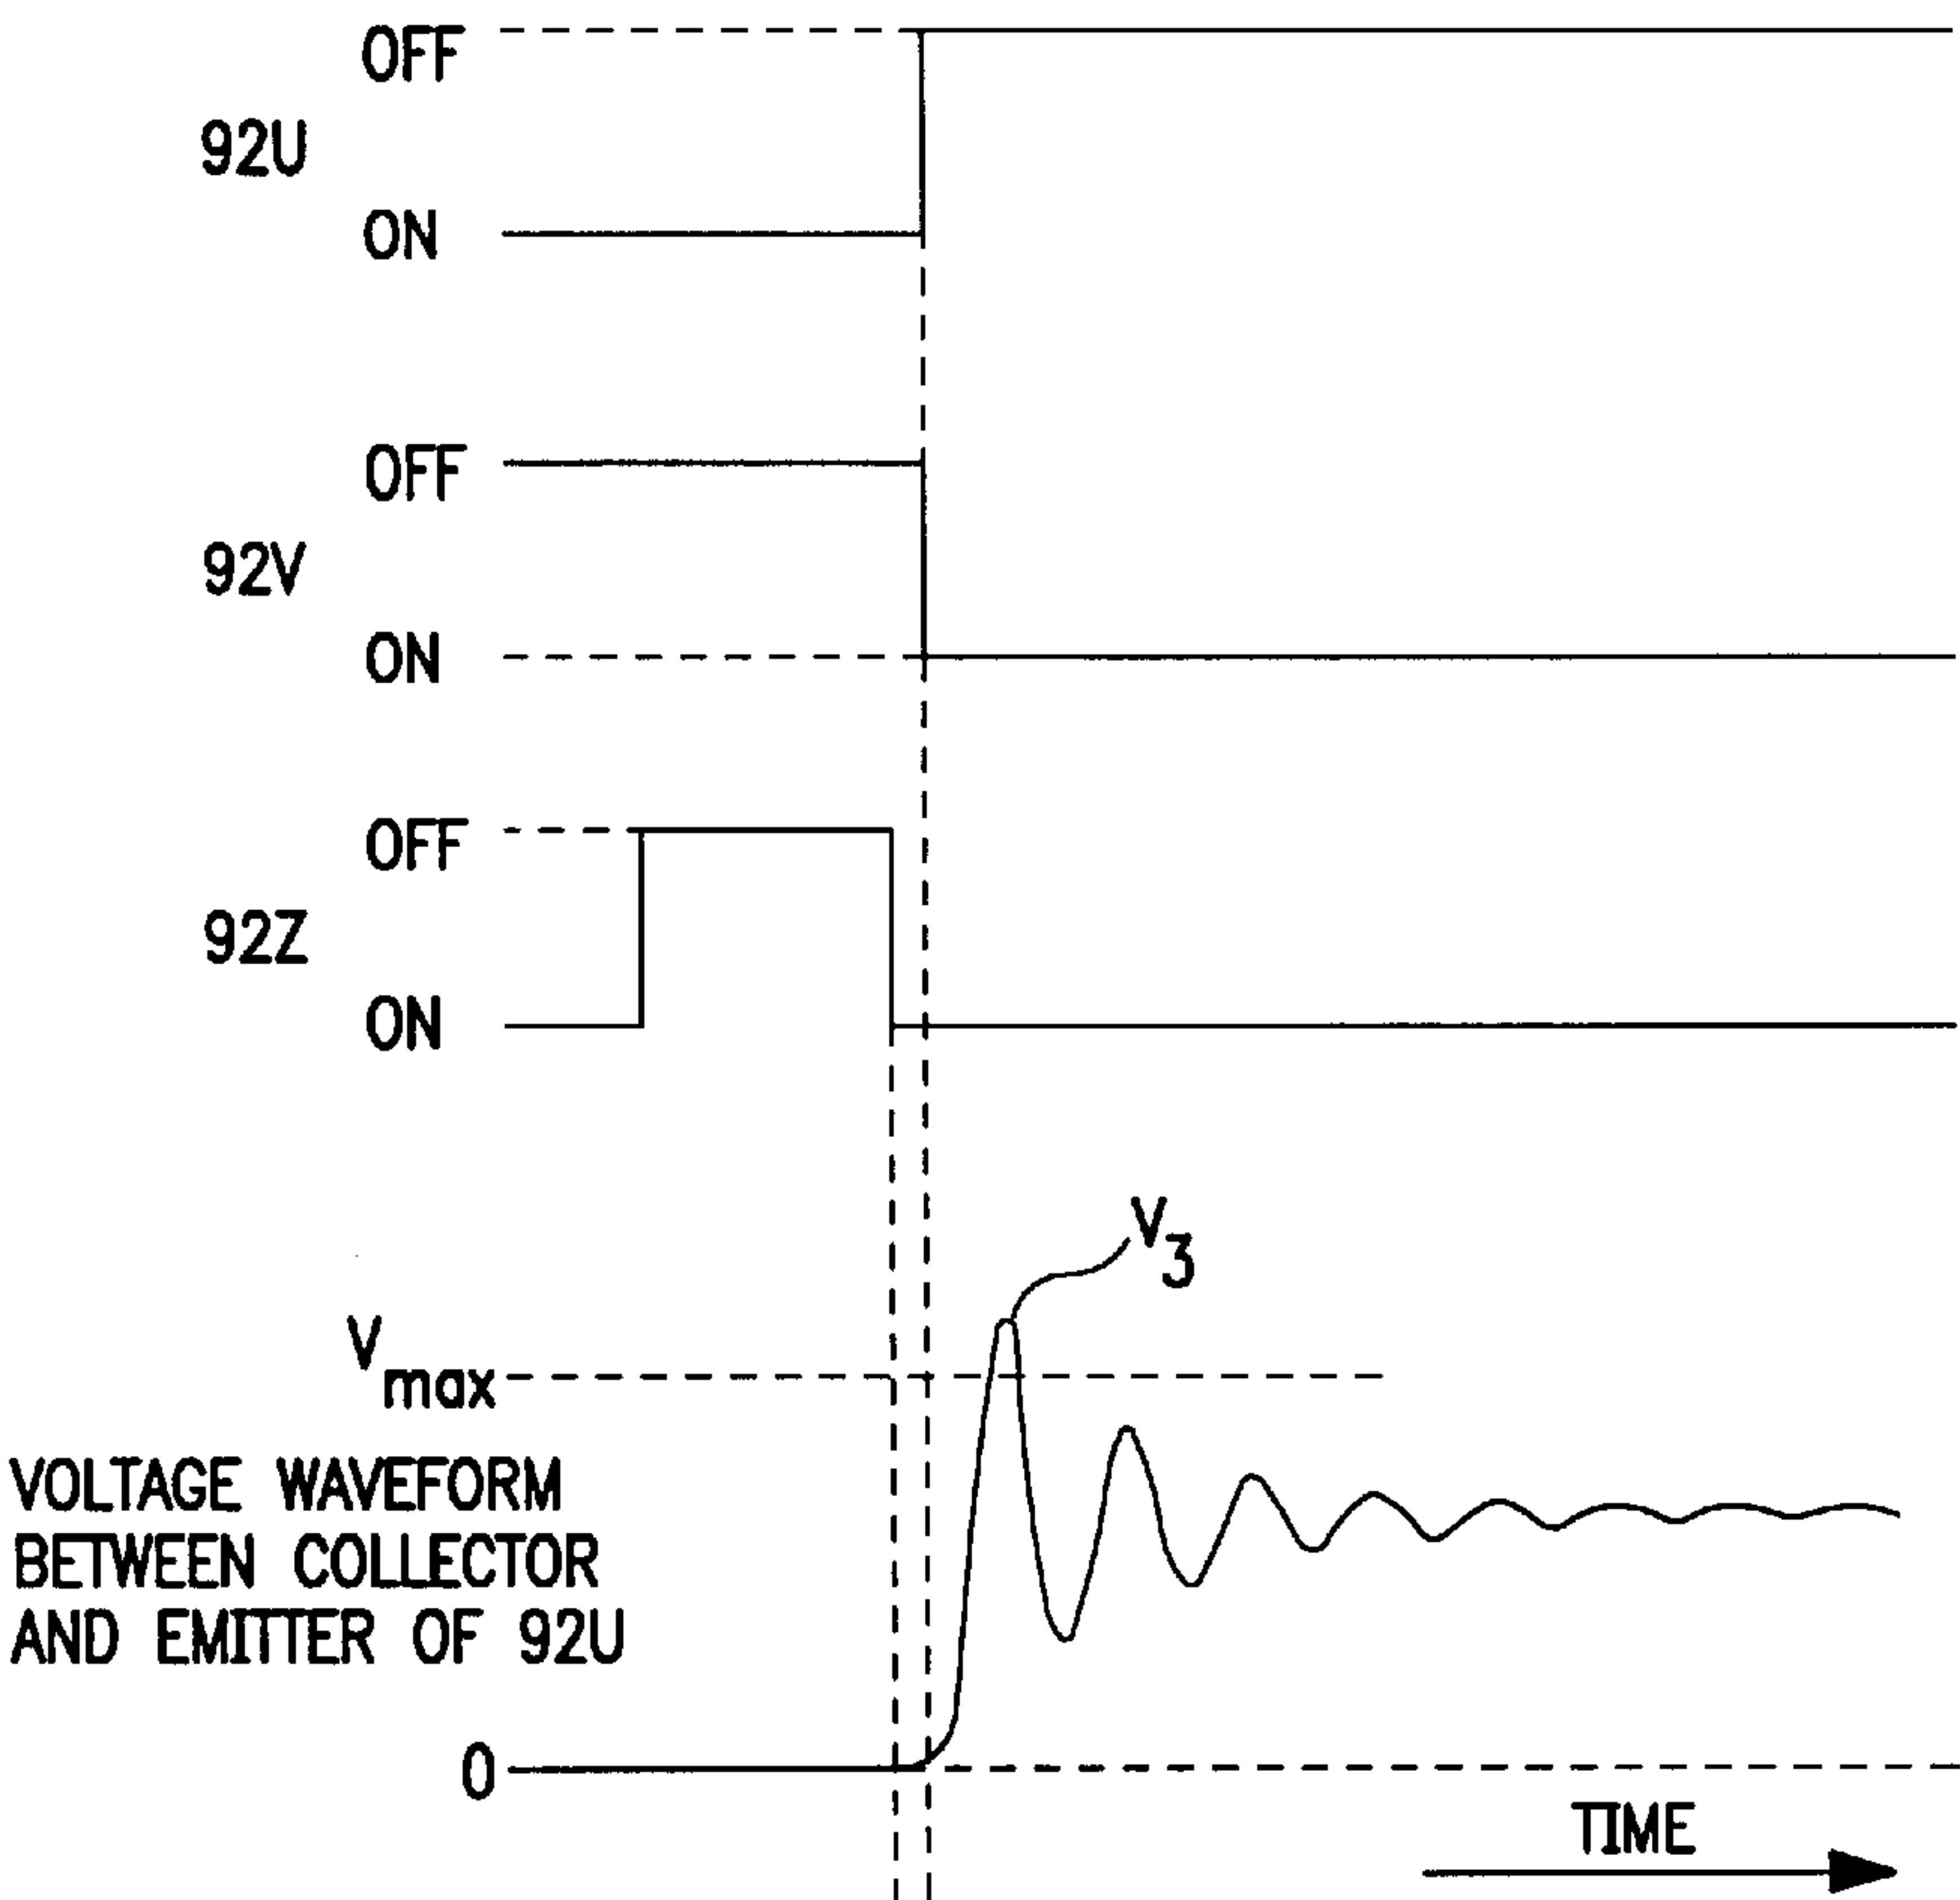 OFF
92U
ON
OFF
92V
ON
OFF
92Z
ON
V3
Vmax
VOLTAGE WAVEFORM
BETWEEN COLLECTOR
AND EMITTER OF 92U
0
TIME